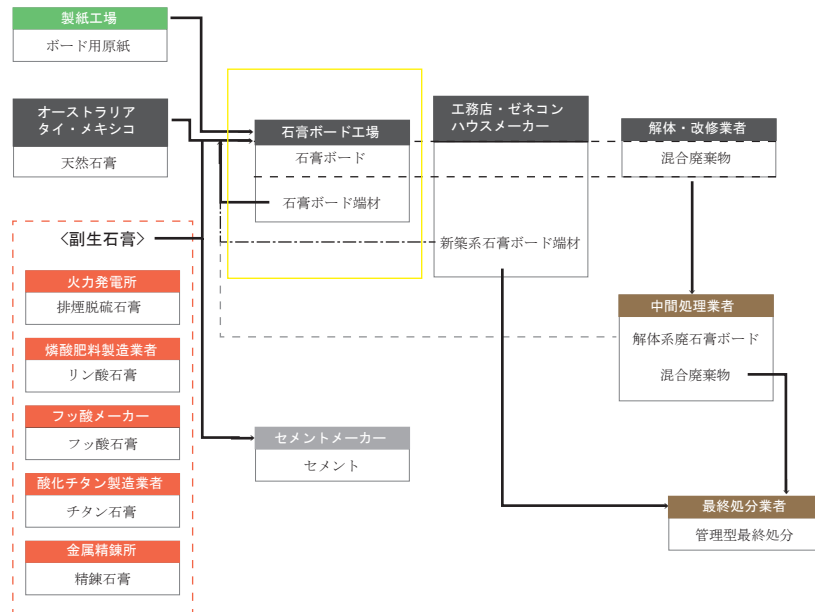 製紙工場
ボード用原紙
オーストラリア
タイ・メキシコ
天然石膏
〈副生石膏〉
火力発電所
排煙脱硫石膏
燐酸肥料製造業者
リン酸石膏
フッ酸メーカー
フッ酸石膏
酸化チタン製造業者
チタン石膏
金属精錬所
精錬石膏
石膏ボード工場
石膏ボード
石膏ボード端材
セメントメーカー
セメント
工務店・ゼネコン
ハウスメーカー
新築系石膏ボード端材
解体・改修業者
混合廃棄物
中間処理業者
解体系廃石膏ボード
混合廃棄物
最終処分業者
管理型最終処分